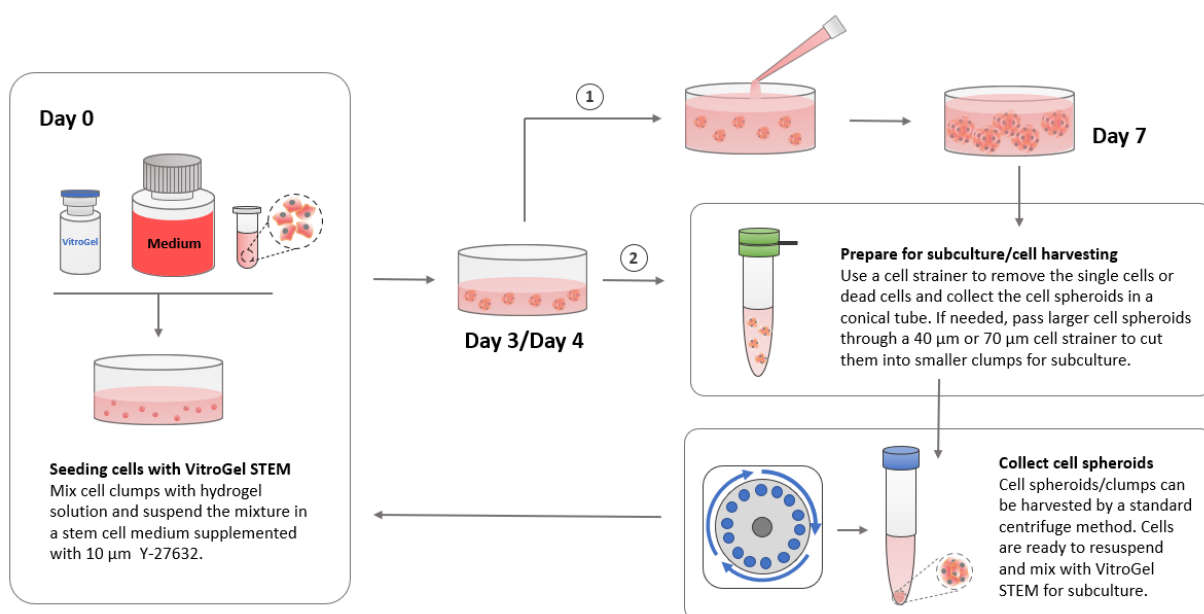 Day 0
VitroGel
Medium
Seeding cells with VitroGel STEM
Mix cell clumps with hydrogel
solution and suspend the mixture in
a stem cell medium supplemented
with 10 µm Y-27632.
Day 3/Day 4
1
2
Day 7
Prepare for subculture/cell harvesting
Use a cell strainer to remove the single cells or
dead cells and collect the cell spheroids in a
conical tube. If needed, pass larger cell spheroids
through a 40 µm or 70 µm cell strainer to cut
them into smaller clumps for subculture.
Collect cell spheroids
Cell spheroids/clumps can
be harvested by a standard
centrifuge method. Cells
are ready to resuspend
and mix with VitroGel
STEM for subculture.